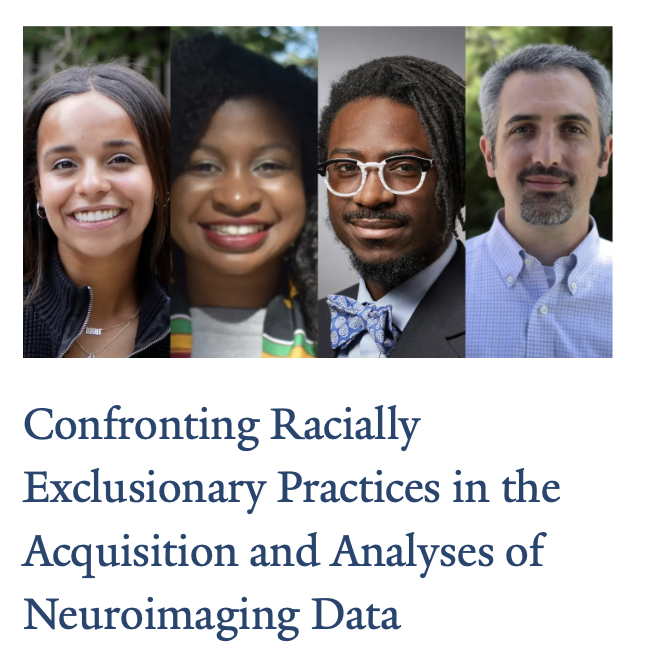 Confronting Racially
Exclusionary Practices in the
Acquisition and Analyses of
Neuroimaging Data